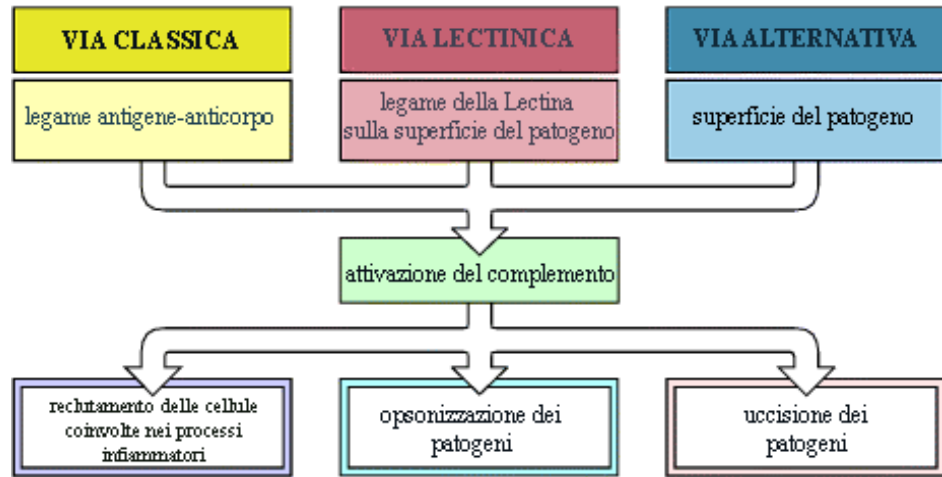 VIA CLASSICA
VIA LECTINICA
VIA ALTERNATIVA
legame antigene-anticorpo
legame della Lectina
sulla superficie del patogeno
superficie del patogeno
attivazione del complemento
reclutamento delle cellule
coinvolte nei processi
infiammatori
opsonizzazione dei
patogeni
uccisione dei
patogeni